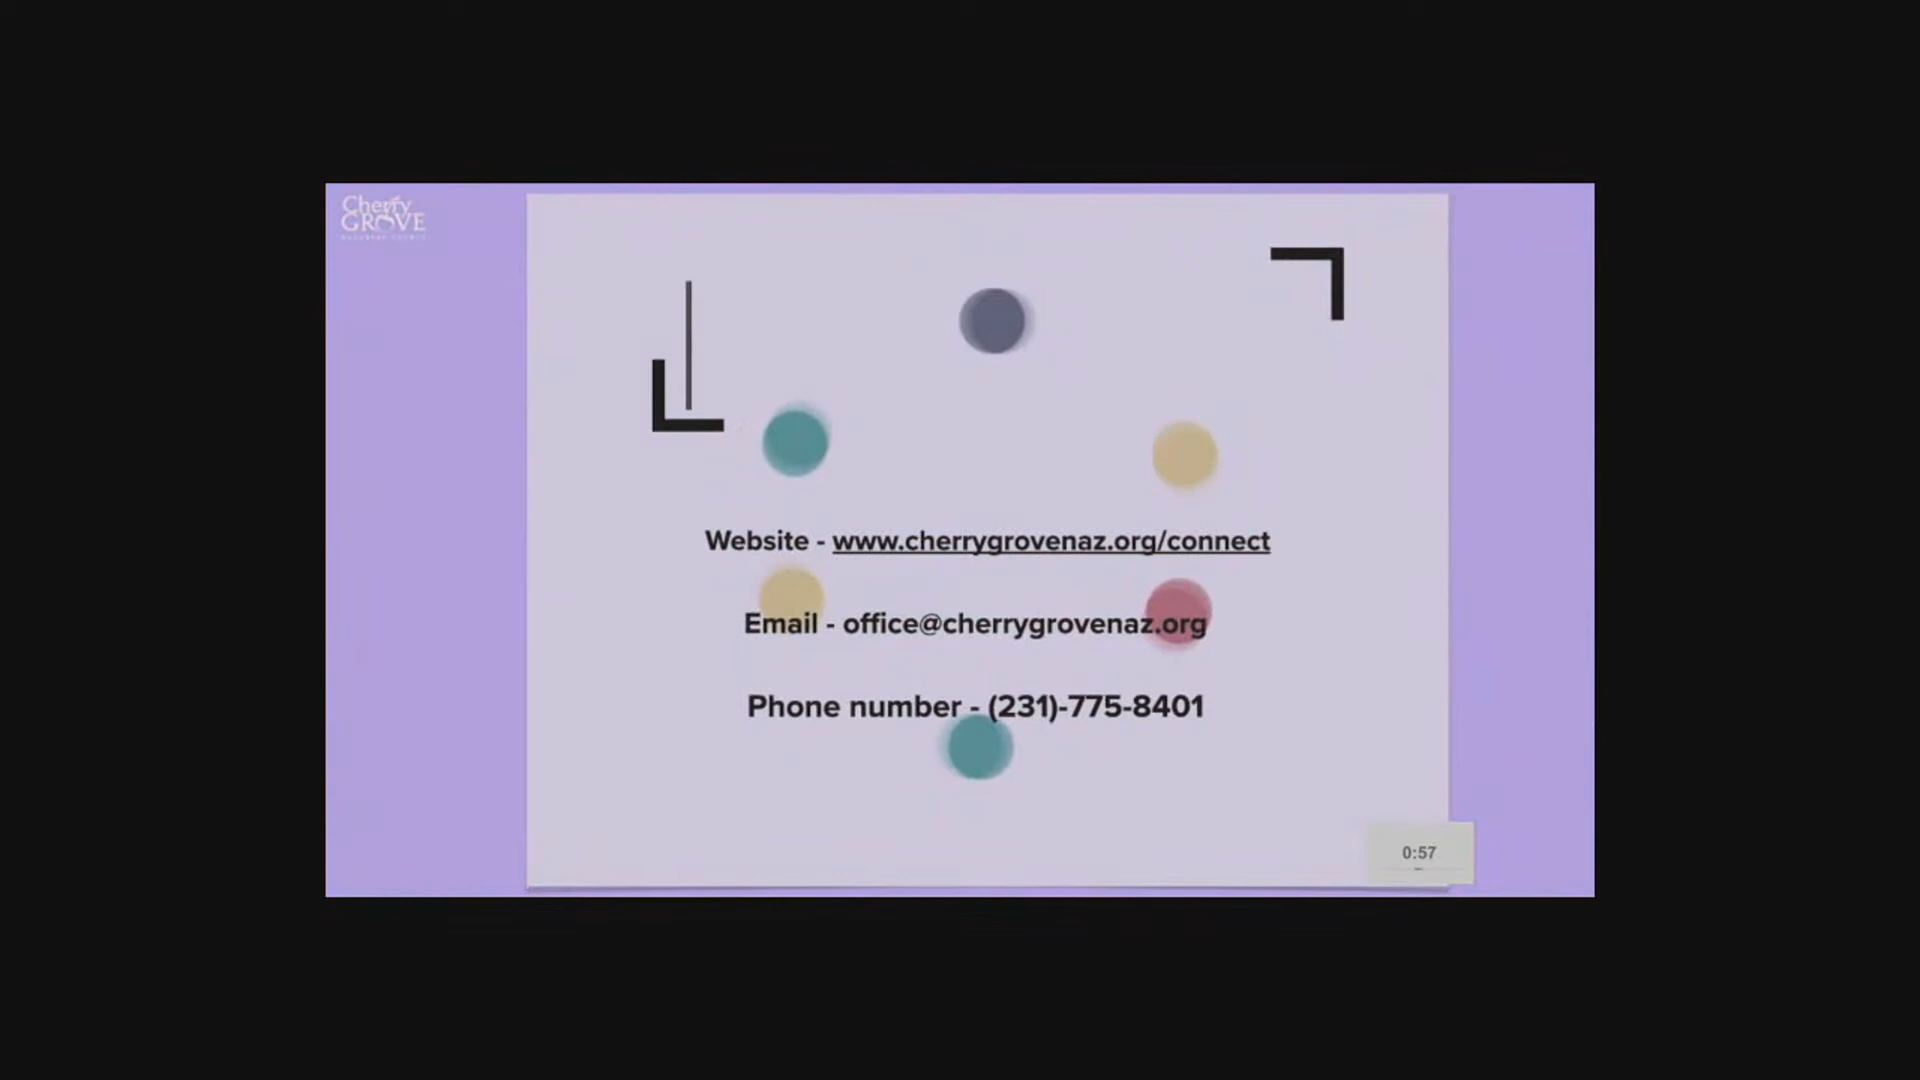 Cherry
GROVE
Website - www.cherrygrovenaz.org/connect
Email - office@cherrygrovenaz.org
Phone number - (231)-775-8401
0:57